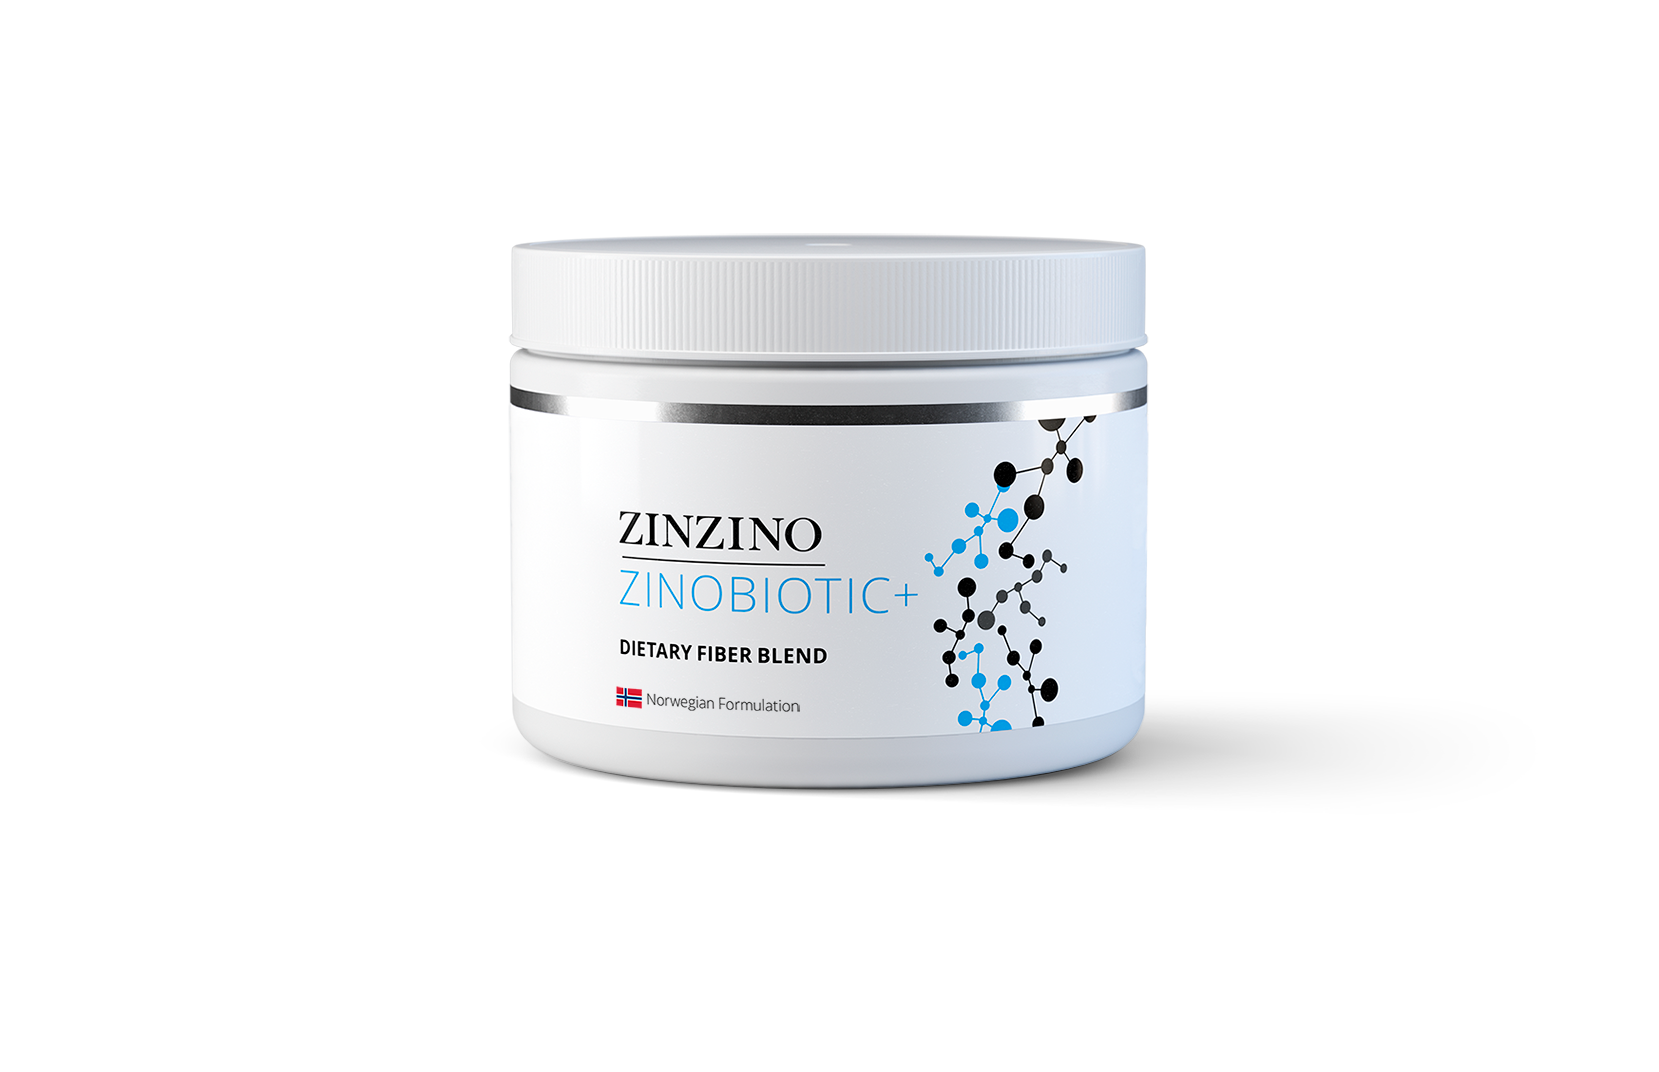 ZINZINO
ZINOBIOTIC+
DIETARY FIBER BLEND
Norwegian Formulation